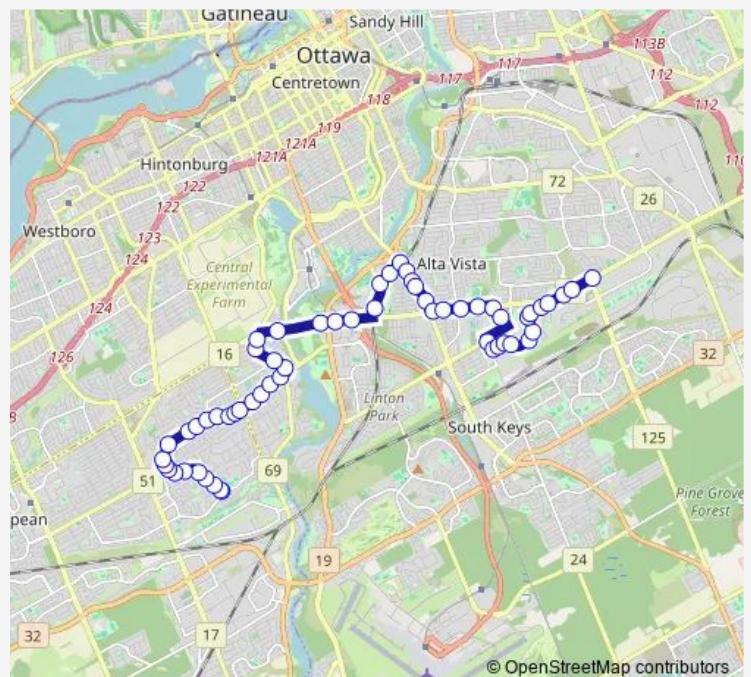 Gatineau
Sandy Hill
Ottawa
Centretown
117
117
113B
112
112
118
119
121A
121A
Hintonburg
122
122
Westboro
123
124
124
126
72
26
Alta Vista
Central
Experimental
Farm
16
32
Linton
Park
South Keys
125
51
69
Pine Grove
Forest
pean
19
24
32
17
© OpenStreetMap contributors